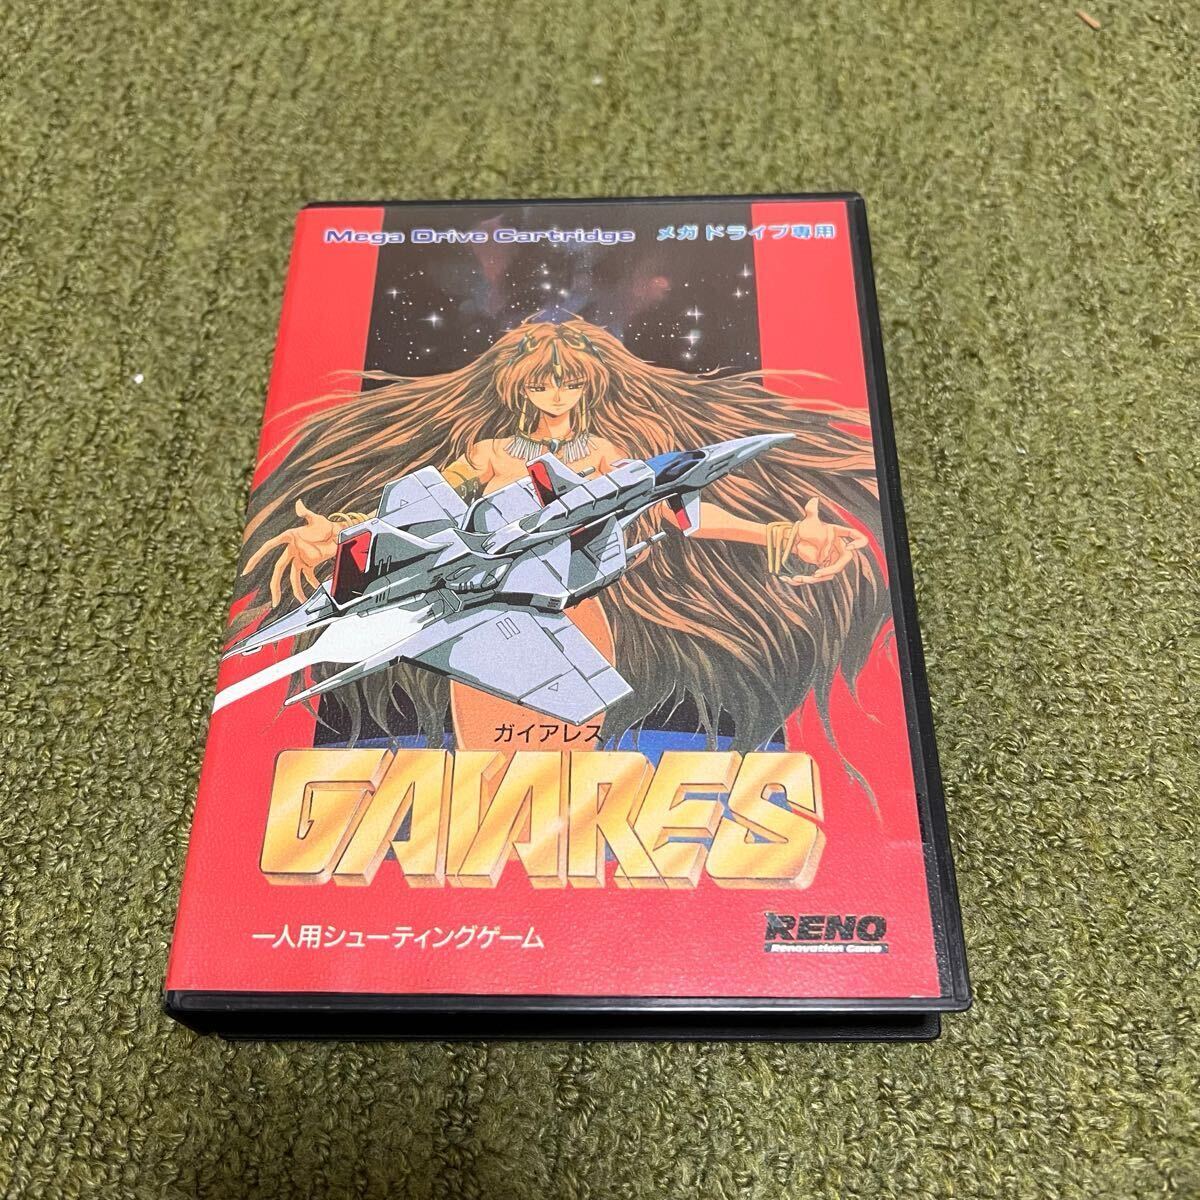 Mega Drive Cartridge メガドライブ専用
ガイアレス
GAIARES
一人用シューティングゲーム
RENO
Renovation Game